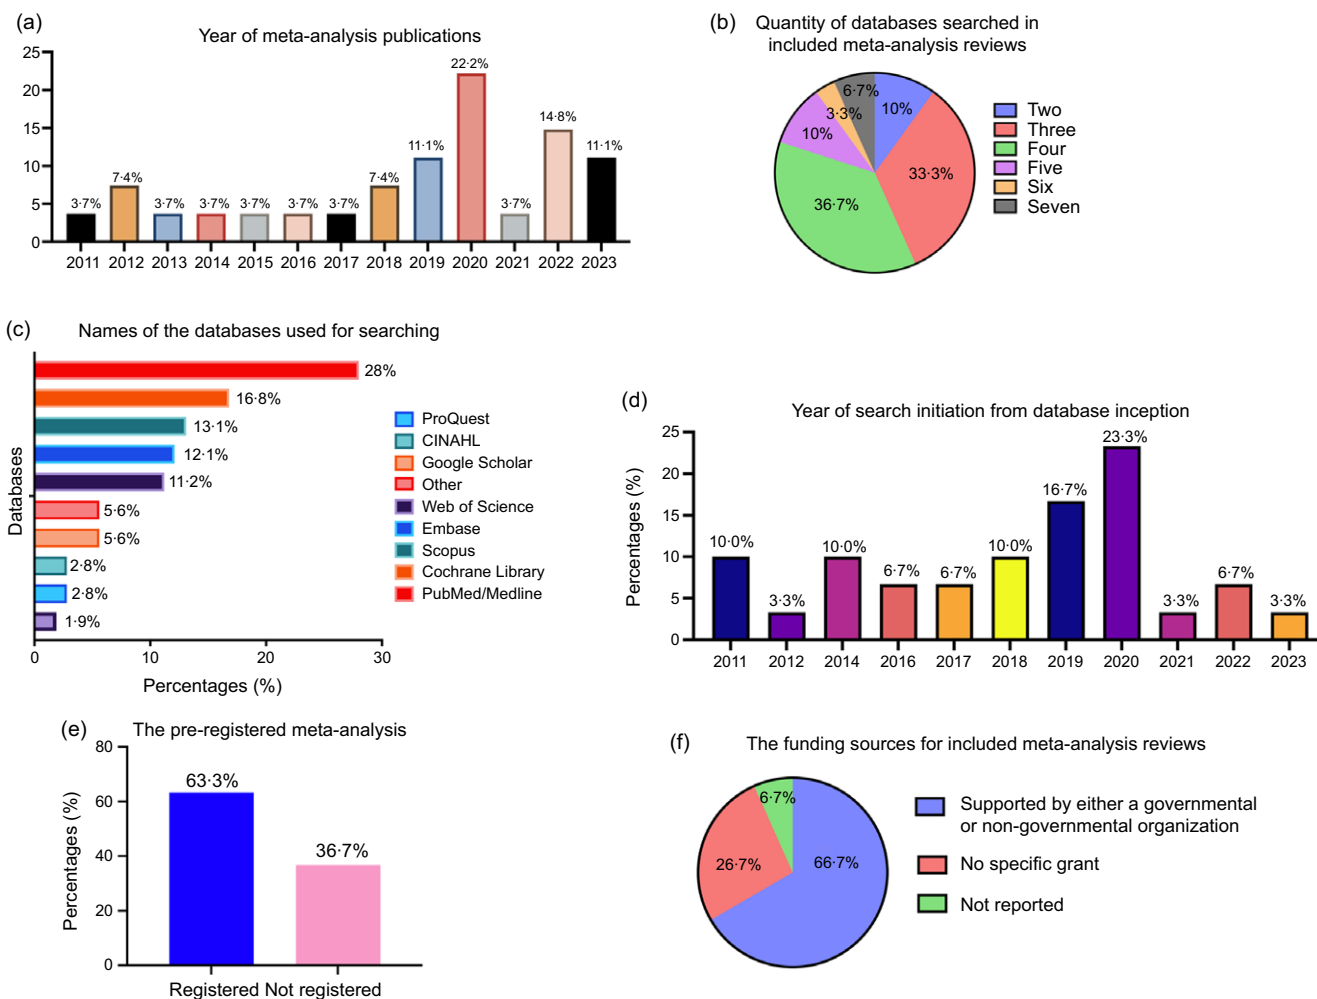 (a)
Year of meta-analysis publications
25
20
15
10
5
0
3·7%
7·4%
3·7%
3·7%
3·7%
3·7%
3·7%
7·4%
11·1%
22·2%
3·7%
14·8%
11·1%
2011
2012
2013
2014
2015
2016
2017
2018
2019
2020
2021
2022
2023
(b)
Quantity of databases searched in
included meta-analysis reviews
10%
33·3%
36·7%
10%
3·3%
6·7%
Two
Three
Four
Five
Six
Seven
(c)
Names of the databases used for searching
Databases
28%
16·8%
13·1%
12·1%
11·2%
5·6%
5·6%
2·8%
2·8%
1·9%
0
10
20
30
Percentages (%)
ProQuest
CINAHL
Google Scholar
Other
Web of Science
Embase
Scopus
Cochrane Library
PubMed/Medline
(d)
Year of search initiation from database inception
Percentages (%)
25
20
15
10
5
0
10·0%
3·3%
10·0%
6·7%
6·7%
10·0%
16·7%
23·3%
3·3%
6·7%
3·3%
2011
2012
2014
2016
2017
2018
2019
2020
2021
2022
2023
(e)
The pre-registered meta-analysis
Percentages (%)
80
60
40
20
0
63·3%
36·7%
Registered Not registered
(f)
The funding sources for included meta-analysis reviews
66·7%
26·7%
6·7%
Supported by either a governmental
or non-governmental organization
No specific grant
Not reported